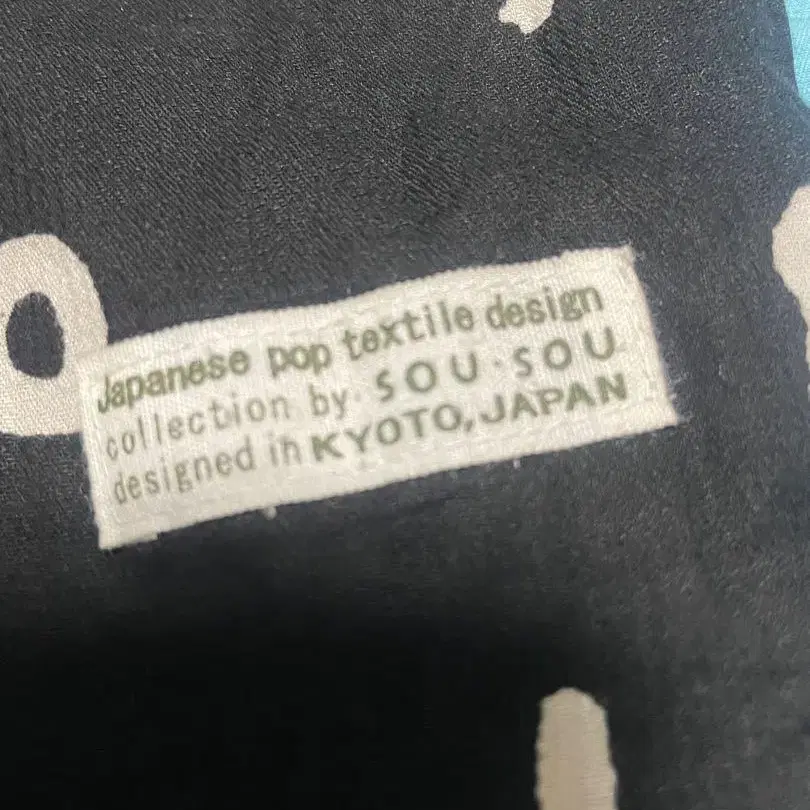 Japanese pop textile design
collection by SOU·SOU
designed in KYOTO, JAPAN